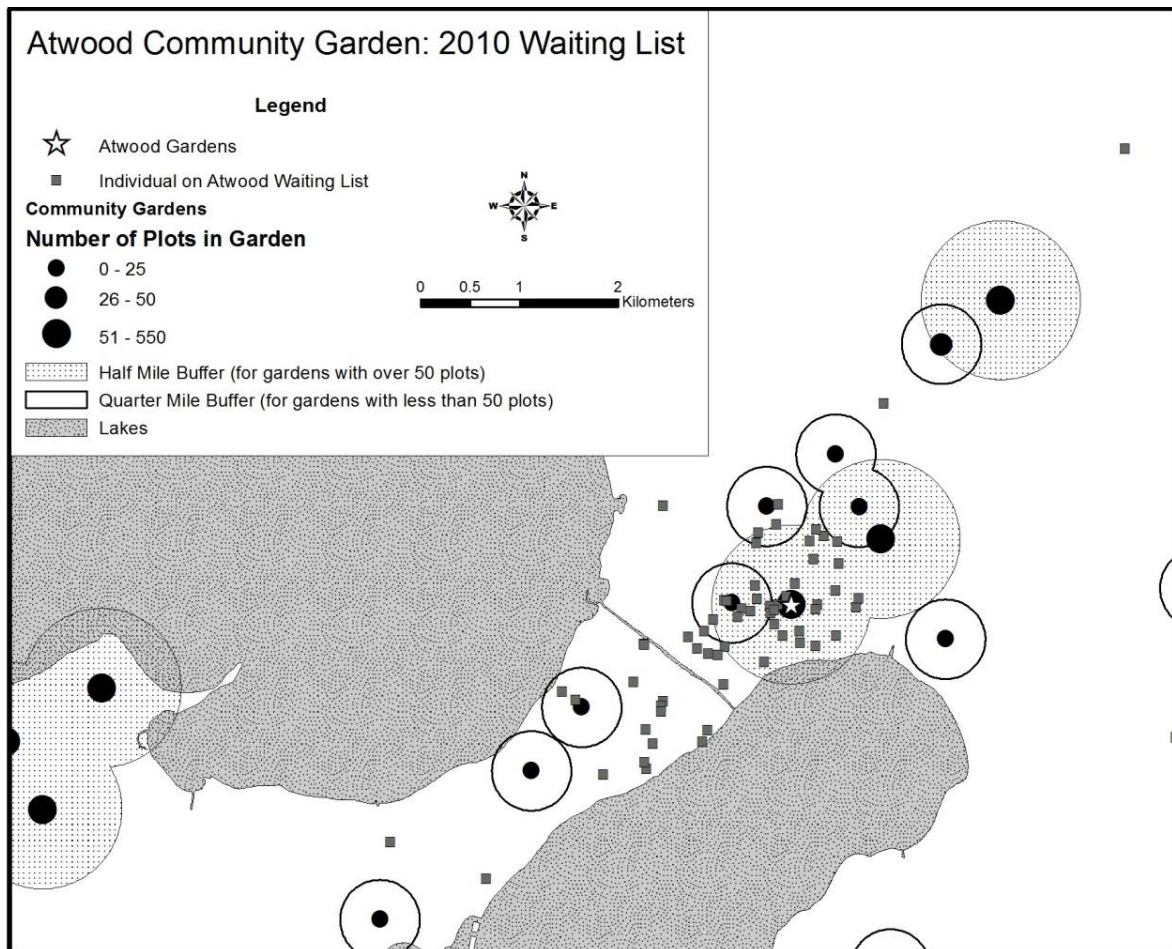 Atwood Community Garden: 2010 Waiting List
Legend
Atwood Gardens
Individual on Atwood Waiting List
Community Gardens
Number of Plots in Garden
0 - 25
26 - 50
51 - 550
Half Mile Buffer (for gardens with over 50 plots)
Quarter Mile Buffer (for gardens with less than 50 plots)
Lakes
N
W E
S
0 0.5 1 2
Kilometers